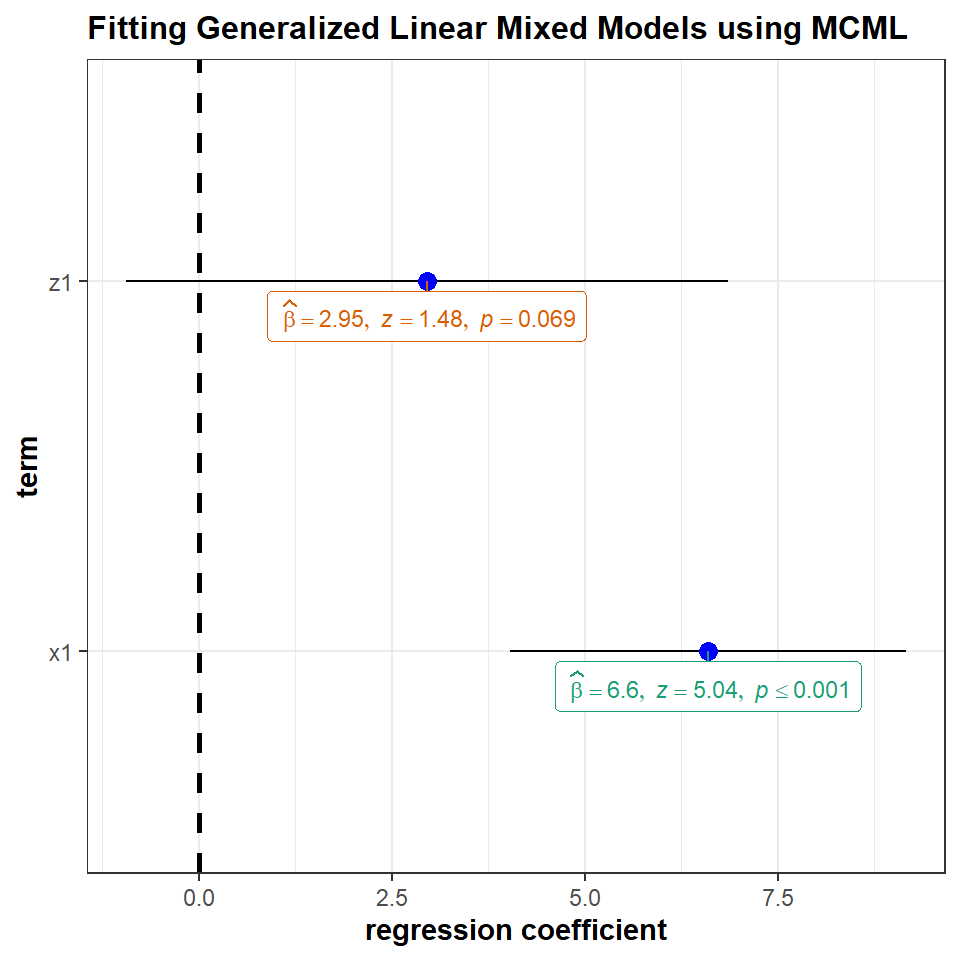 Fitting Generalized Linear Mixed Models using MCML
term
z1
β̂ = 2.95, z = 1.48, p = 0.069
x1
β̂ = 6.6, z = 5.04, p ≤ 0.001
0.0 2.5 5.0 7.5
regression coefficient